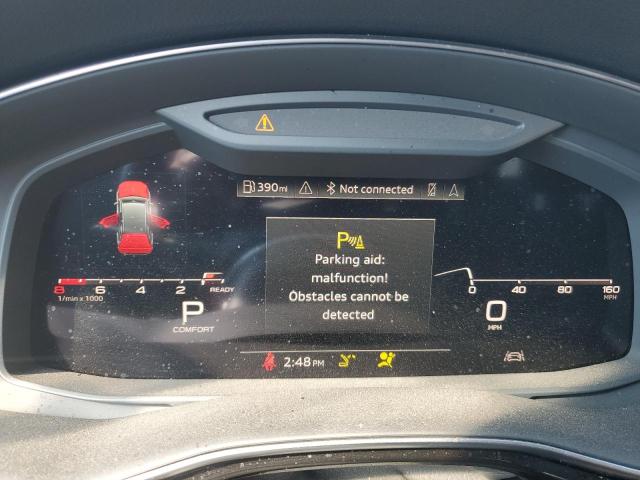 390mi Not connected
P
Parking aid:
malfunction!
Obstacles cannot be
detected
8 6 4 2 READY
1/min x 1000
P
COMFORT
0 40 80 160
MPH
0
MPH
2:48 PM